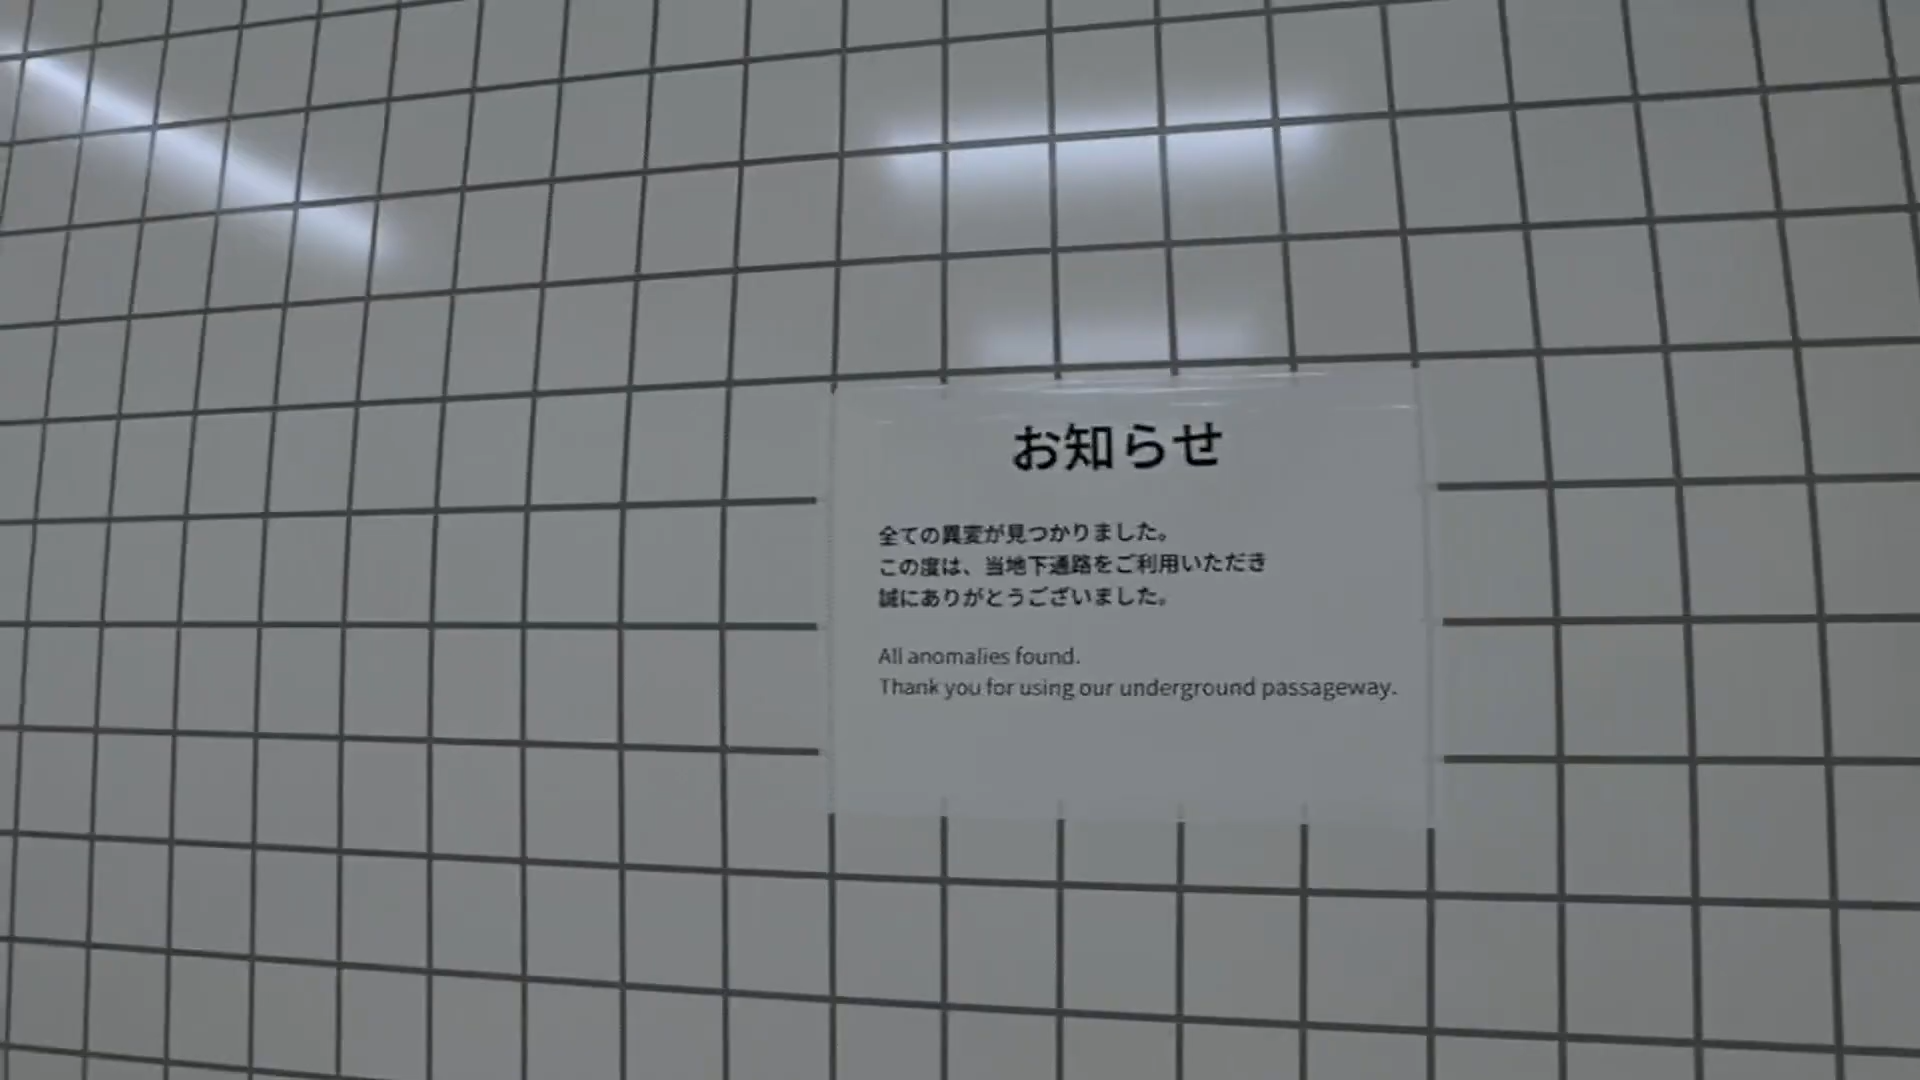 お知らせ
全ての異変が見つかりました。
この度は、当地下通路をご利用いただき
誠にありがとうございました。
All anomalies found.
Thank you for using our underground passageway.